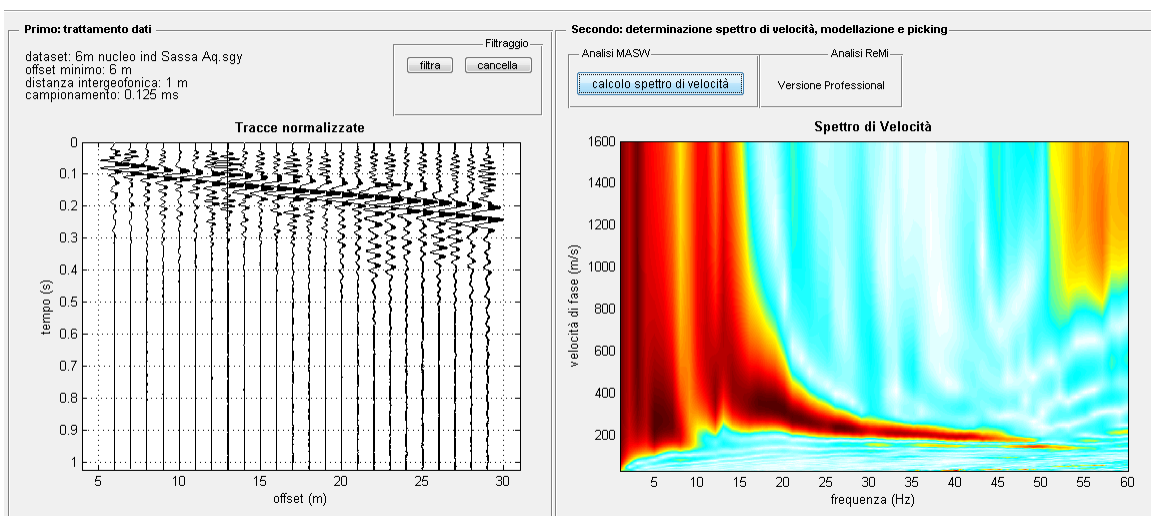 Primo: trattamento dati
dataset: 6m nucleo ind Sassa Aq.sgy
offset minimo: 6 m
distanza intergeofonica: 1 m
campionamento: 0.125 ms
Filtraggio
filtra
cancella
Tracce normalizzate
0
0.1
0.2
0.3
0.4
0.5
0.6
0.7
0.8
0.9
1
tempo (s)
5 10 15 20 25 30
offset (m)
Secondo: determinazione spettro di velocità, modellazione e picking
Analisi MASW
calcolo spettro di velocità
Analisi ReMi
Versione Professional
Spettro di Velocità
1600
1400
1200
1000
800
600
400
200
velocità di fase (m/s)
5 10 15 20 25 30 35 40 45 50 55 60
frequenza (Hz)